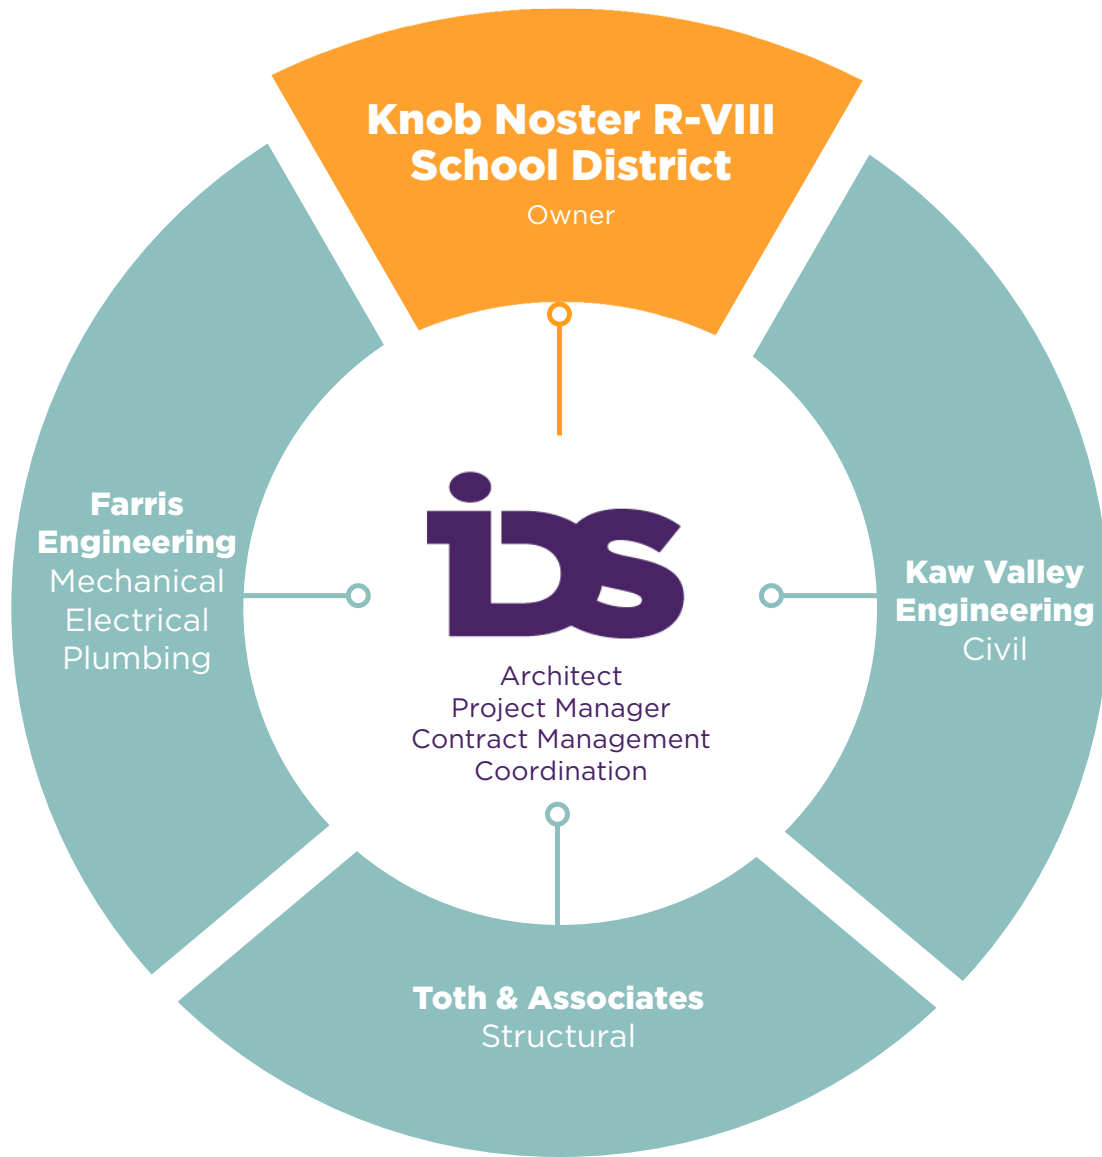 Knob Noster R-VIII
School District
Owner
Farris
Engineering
Mechanical
Electrical
Plumbing
iDS
Architect
Project Manager
Contract Management
Coordination
Kaw Valley
Engineering
Civil
Toth & Associates
Structural